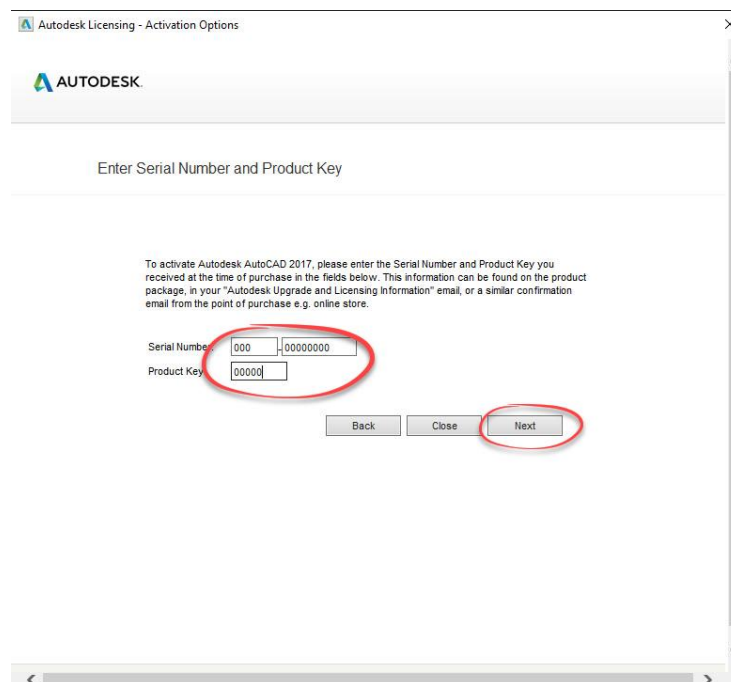 Autodesk Licensing - Activation Options
AUTODESK.
Enter Serial Number and Product Key
To activate Autodesk AutoCAD 2017, please enter the Serial Number and Product Key you
received at the time of purchase in the fields below. This information can be found on the product
package, in your "Autodesk Upgrade and Licensing Information" email, or a similar confirmation
email from the point of purchase e.g. online store.
Serial Number: 000 - 00000000
Product Key: 00000
Back Close Next